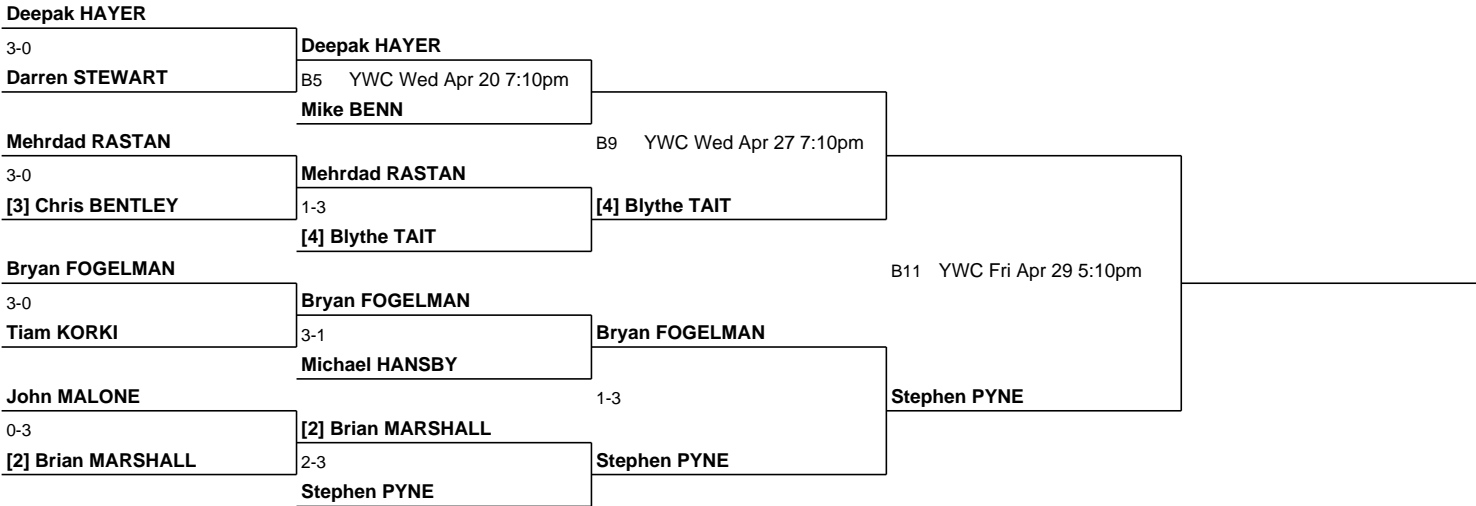 Deepak HAYER
3-0
Deepak HAYER
Darren STEWART
B5 YWC Wed Apr 20 7:10pm
Mike BENN
Mehrdad RASTAN
B9 YWC Wed Apr 27 7:10pm
3-0
Mehrdad RASTAN
[3] Chris BENTLEY
1-3
[4] Blythe TAIT
[4] Blythe TAIT
Bryan FOGELMAN
B11 YWC Fri Apr 29 5:10pm
3-0
Bryan FOGELMAN
Tiam KORKI
3-1
Bryan FOGELMAN
Michael HANSBY
John MALONE
1-3
Stephen PYNE
0-3
[2] Brian MARSHALL
[2] Brian MARSHALL
2-3
Stephen PYNE
Stephen PYNE